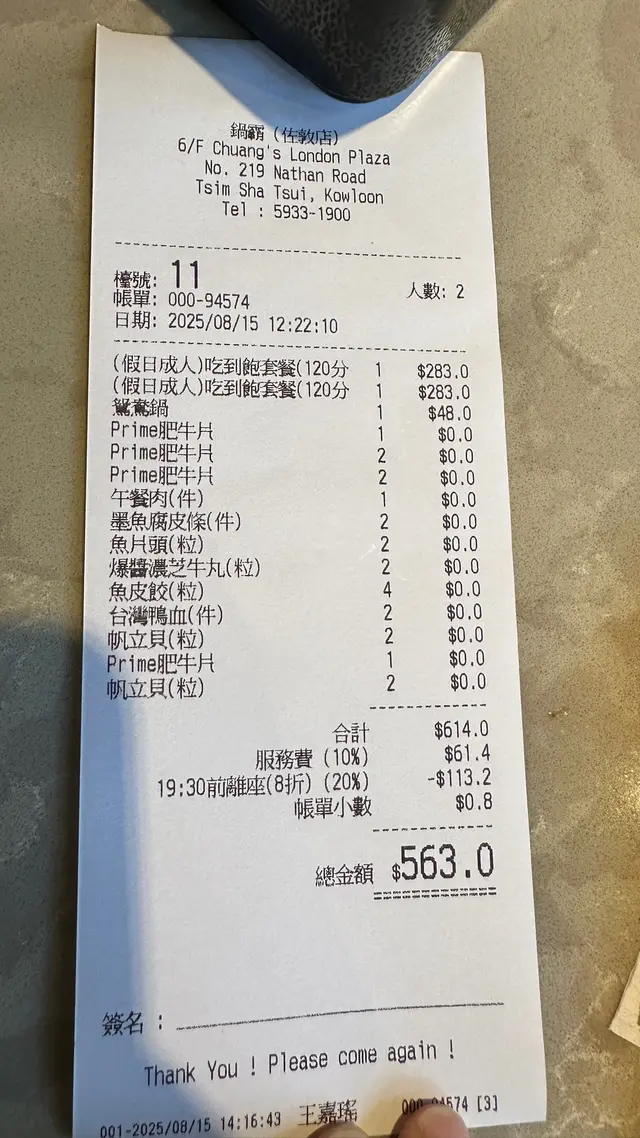 鍋霸 (佐敦店)
6/F Chuang's London Plaza
No. 219 Nathan Road
Tsim Sha Tsui, Kowloon
Tel : 5933-1900
檯號: 11 人數: 2
帳單: 000-94574
日期: 2025/08/15 12:22:10
(假日成人)吃到飽套餐(120分 1 $283.0
(假日成人)吃到飽套餐(120分 1 $283.0
鴛鴦鍋 1 $48.0
Prime肥牛片 1 $0.0
Prime肥牛片 2 $0.0
Prime肥牛片 2 $0.0
午餐肉(件) 1 $0.0
墨魚腐皮條(件) 2 $0.0
魚片頭(粒) 2 $0.0
爆醬濃芝牛丸(粒) 2 $0.0
魚皮餃(粒) 4 $0.0
台灣鴨血(件) 2 $0.0
帆立貝(粒) 2 $0.0
Prime肥牛片 1 $0.0
帆立貝(粒) 2 $0.0
合計 $614.0
服務費 (10%) $61.4
19:30前離座(8折) (20%) -$113.2
帳單小數 $0.8
總金額 $563.0
簽名 :
Thank You ! Please come again !
001-2025/08/15 14:16:43 王嘉瑤 000-94574 [3]